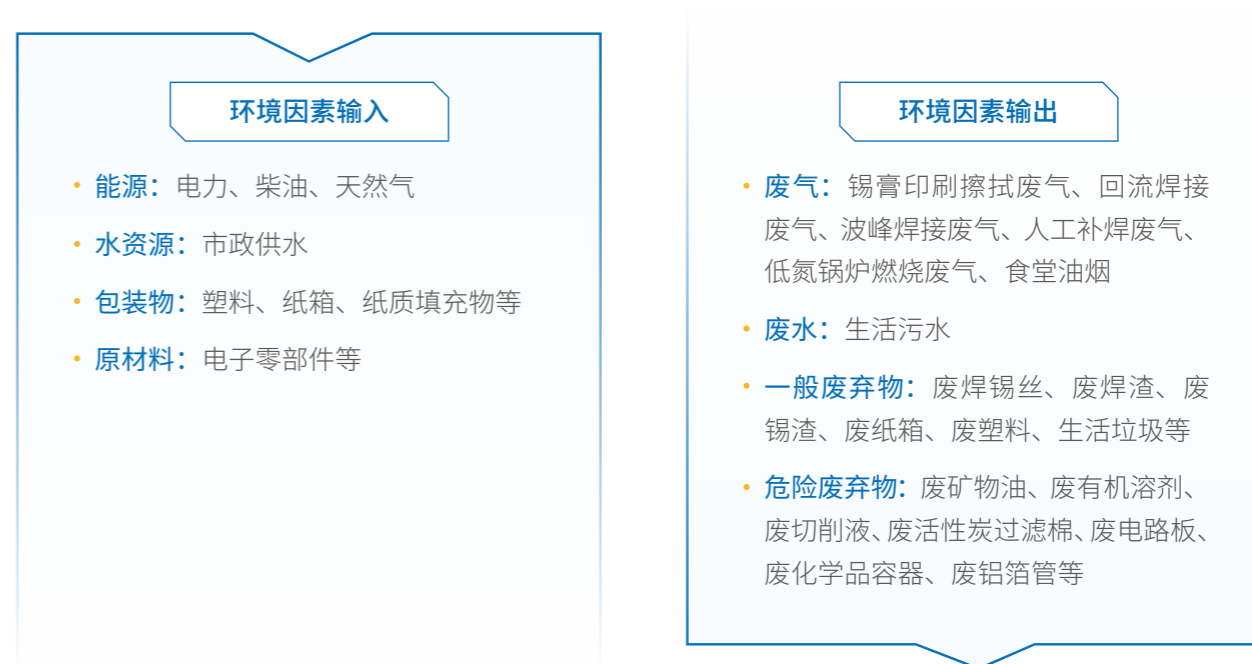 环境因素输入
• 能源：电力、柴油、天然气
• 水资源：市政供水
• 包装物：塑料、纸箱、纸质填充物等
• 原材料：电子零部件等
环境因素输出
• 废气：锡膏印刷擦拭废气、回流焊接
废气、波峰焊接废气、人工补焊废气、
低氮锅炉燃烧废气、食堂油烟
• 废水：生活污水
• 一般废弃物：废焊锡丝、废焊渣、废
锡渣、废纸箱、废塑料、生活垃圾等
• 危险废弃物：废矿物油、废有机溶剂、
废切削液、废活性炭过滤棉、废电路板、
废化学品容器、废铝箔管等